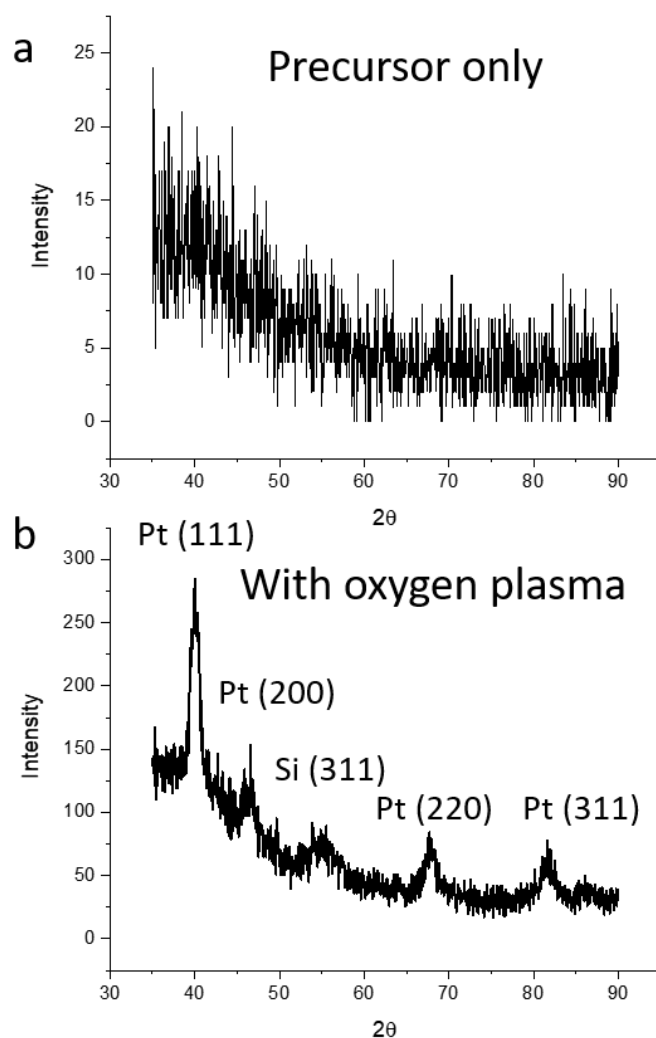 a
Precursor only
25
20
15
10
5
0
Intensity
30 40 50 60 70 80 90
2θ
b
Pt (111)
With oxygen plasma
300
250
200
150
100
50
0
Intensity
Pt (200)
Si (311)
Pt (220) Pt (311)
30 40 50 60 70 80 90
2θ